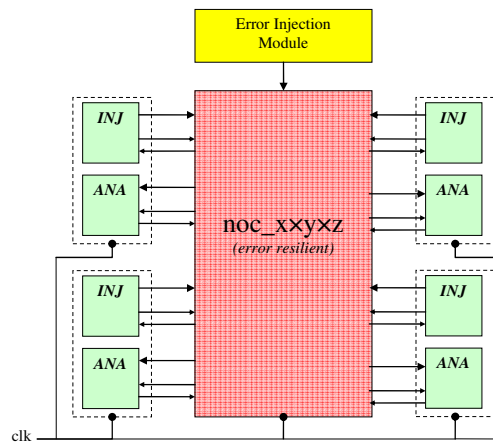 Error Injection
Module
INJ
INJ
ANA
ANA
noc_x×y×z
(error resilient)
INJ
INJ
ANA
ANA
clk